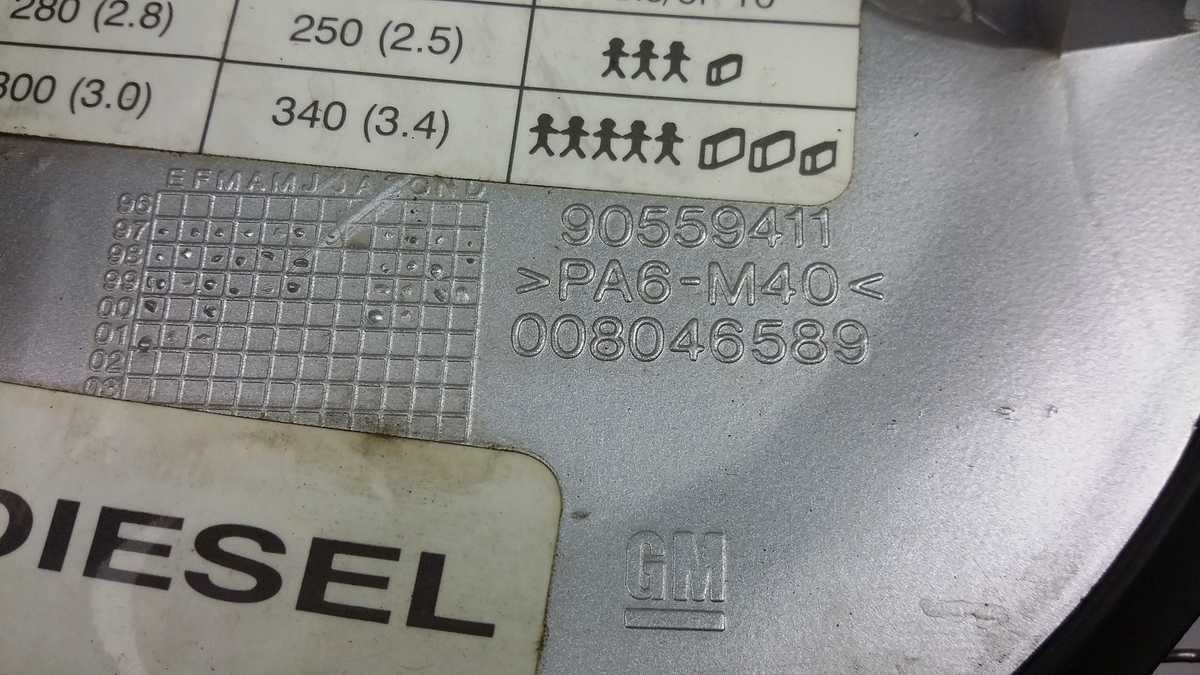 280 (2.8) 250 (2.5)
300 (3.0) 340 (3.4)
E F M A M J J A S O N D
96
97
98
99
00
01
02
03
90559411
>PA6-M40<
008046589
DIESEL
GM